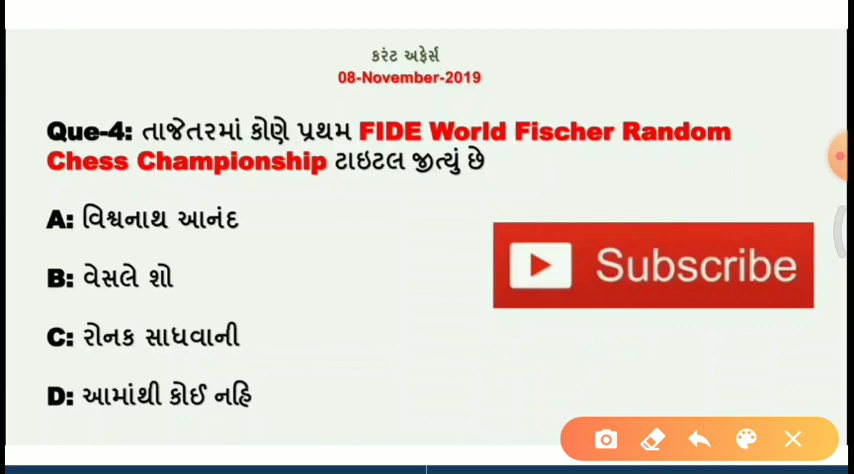 કરંટ અફેર્સ
08-November-2019
Que-4: તાજેતરમાં કોણે પ્રથમ FIDE World Fischer Random
Chess Championship ટાઇટલ જીત્યું છે
A: વિશ્વનાથ આનંદ
B: વેસલે શો
C: રોનક સાધવાની
D: આમાંથી કોઈ નહિ
Subscribe